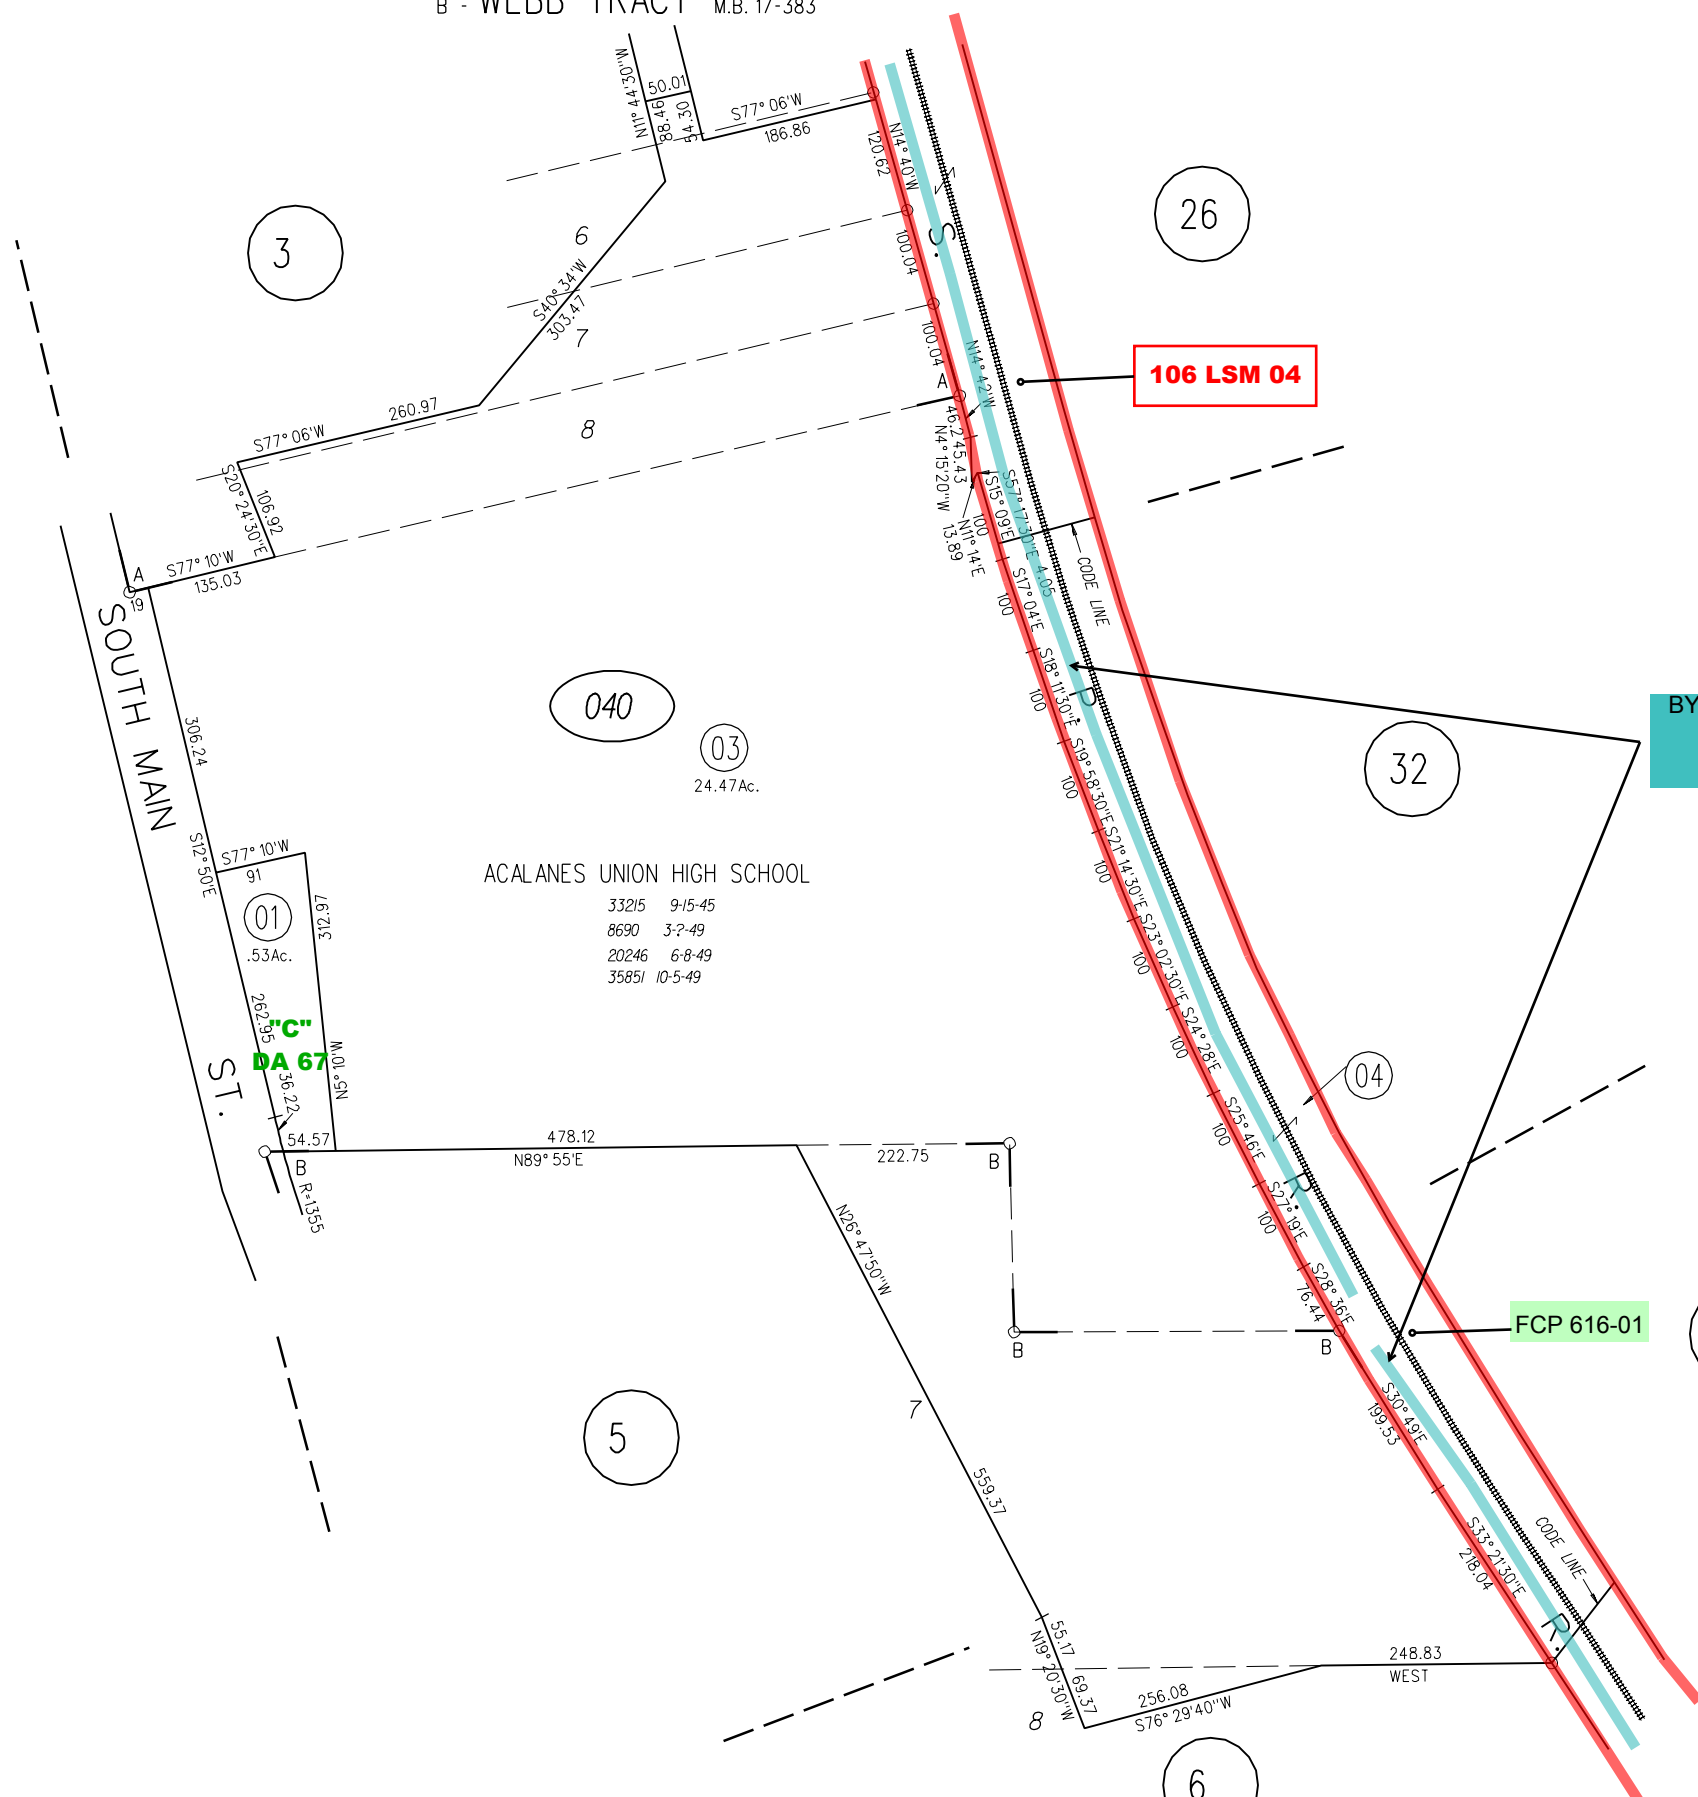 B - WEBB TRACT M.B. 17-383
N11° 44'30"W
50.01
88.46
54.30
S77° 06'W
186.86
N14° 40'W
120.62
3
26
6
S.
100.04
S40° 34'W
303.47
7
100.04
N14° 42'W
106 LSM 04
A
260.97
S77° 06'W
8
46.2
45.43
N4° 15'20"W
13.89
N11° 14'E
S15° 09'E
100
S57° 17'30"E 4.05
S20° 24'30"E
106.92
S77° 10'W
135.03
A
19
CODE LINE
S17° 04'E
100
SOUTH MAIN
ST.
040
03
24.47Ac.
S18° 11'30"E
100
P.
BY
32
306.24
S12° 50'E
S19° 58'30"E
100
S77° 10'W
91
ACALANES UNION HIGH SCHOOL
33215 9-15-45
8690 3-?-49
20246 6-8-49
35851 10-5-49
S21° 14'30"E
100
01
.53Ac.
312.97
N5° 10'W
S23° 02'30"E
100
262.95
"C"
DA 67
36.22
S24° 28'E
100
04
54.57
B
R=1355
478.12
N89° 55'E
222.75
B
S25° 46'E
100
R.
S27° 19'E
100
N26° 47'50"W
559.37
S28° 36'E
76.44
FCP 616-01
B
B
S30° 49'E
199.53
5
7
S33° 21'30"E
218.04
CODE LINE
R.
55.17
N19° 20'30"W
69.37
248.83
WEST
256.08
S76° 29'40"W
8
6